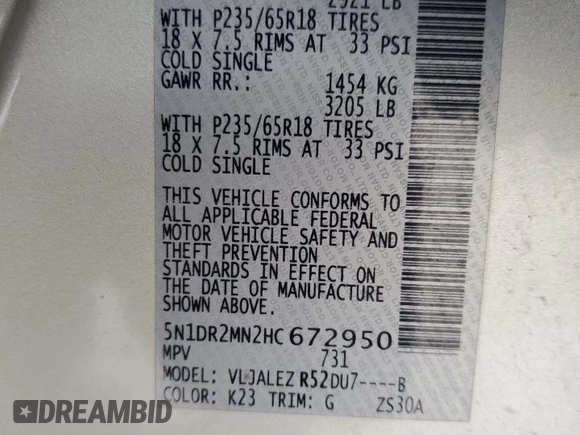 2921 LB
WITH P235/65R18 TIRES
18 X 7.5 RIMS AT 33 PSI
COLD SINGLE
GAWR RR.: 1454 KG
3205 LB
WITH P235/65R18 TIRES
18 X 7.5 RIMS AT 33 PSI
COLD SINGLE
THIS VEHICLE CONFORMS TO
ALL APPLICABLE FEDERAL
MOTOR VEHICLE SAFETY AND
THEFT PREVENTION
STANDARDS IN EFFECT ON
THE DATE OF MANUFACTURE
SHOWN ABOVE.
5N1DR2MN2HC672950
MPV 731
MODEL: VLJALEZ R52DU7----B
COLOR: K23 TRIM: G ZS30A
DREAMBID